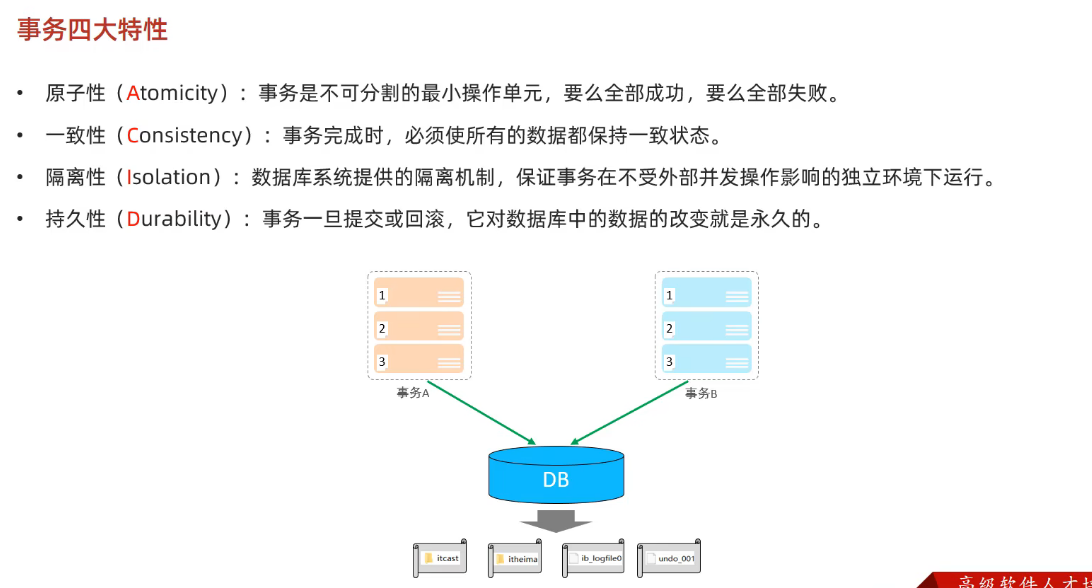 事务四大特性
• 原子性（Atomicity）：事务是不可分割的最小操作单元，要么全部成功，要么全部失败。
• 一致性（Consistency）：事务完成时，必须使所有的数据都保持一致状态。
• 隔离性（Isolation）：数据库系统提供的隔离机制，保证事务在不受外部并发操作影响的独立环境下运行。
• 持久性（Durability）：事务一旦提交或回滚，它对数据库中的数据的改变就是永久的。
1 1
2 2
3 3
事务A 事务B
DB
itcast itheima ib_logfile0 undo_001
高级软件人才